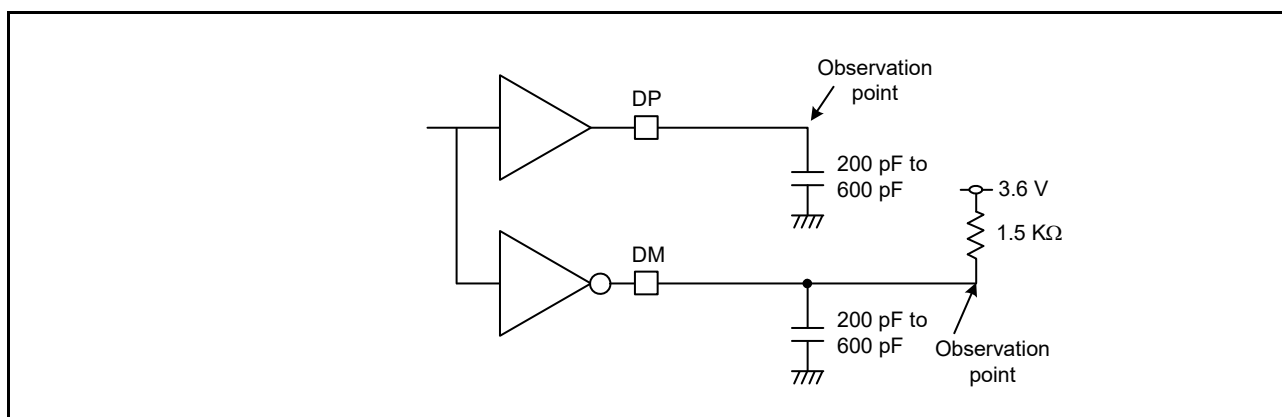 Observation
point
DP
200 pF to
600 pF
3.6 V
1.5 KΩ
DM
200 pF to
600 pF
Observation
point